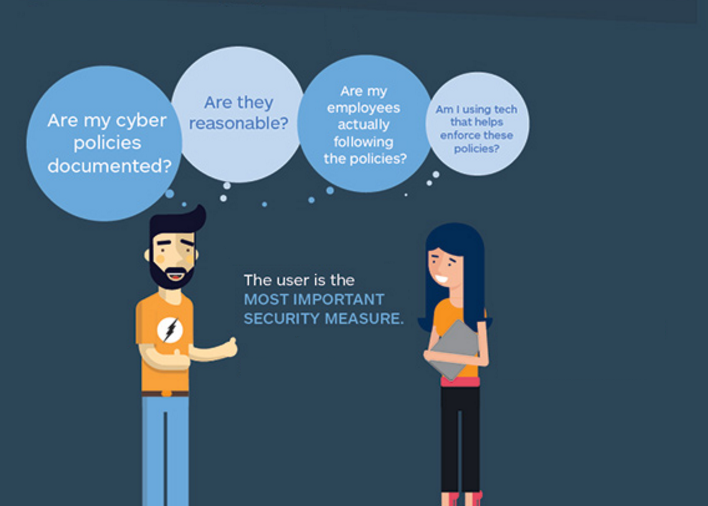 Are my cyber
policies
documented?
Are they
reasonable?
Are my
employees
actually
following
the policies?
Am I using tech
that helps
enforce these
policies?
The user is the
MOST IMPORTANT
SECURITY MEASURE.